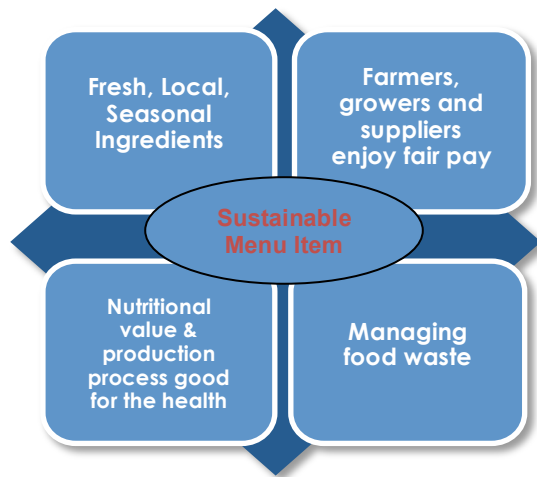 Fresh, Local,
Seasonal
Ingredients
Farmers,
growers and
suppliers
enjoy fair pay
Sustainable
Menu Item
Nutritional
value &
production
process good
for the health
Managing
food waste